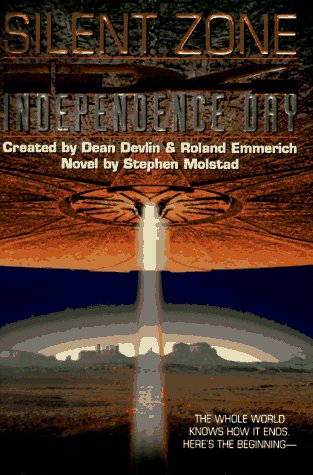 SILENT ZONE
ID4
INDEPENDENCE DAY
Created by Dean Devlin & Roland Emmerich
Novel by Stephen Molstad
THE WHOLE WORLD
KNOWS HOW IT ENDS.
HERE'S THE BEGINNING—